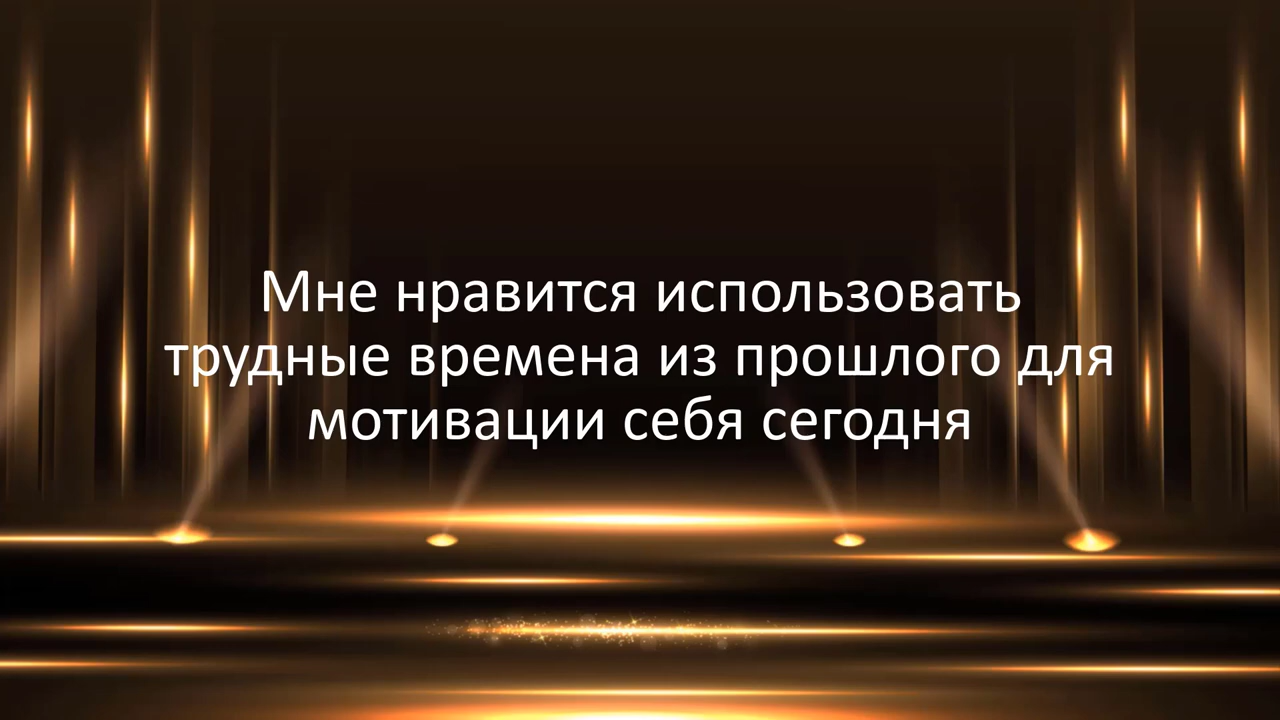 Мне нравится использовать
трудные времена из прошлого для
мотивации себя сегодня